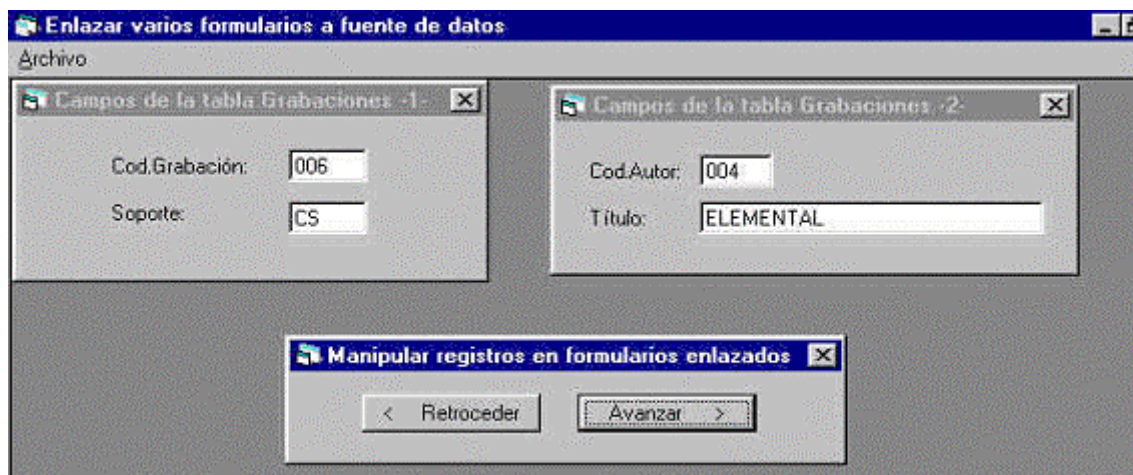 Enlazar varios formularios a fuente de datos
Archivo
Campos de la tabla Grabaciones -1-
Cod.Grabación: 006
Soporte: CS
Campos de la tabla Grabaciones -2-
Cod.Autor: 004
Título: ELEMENTAL
Manipular registros en formularios enlazados
< Retroceder
Avanzar >